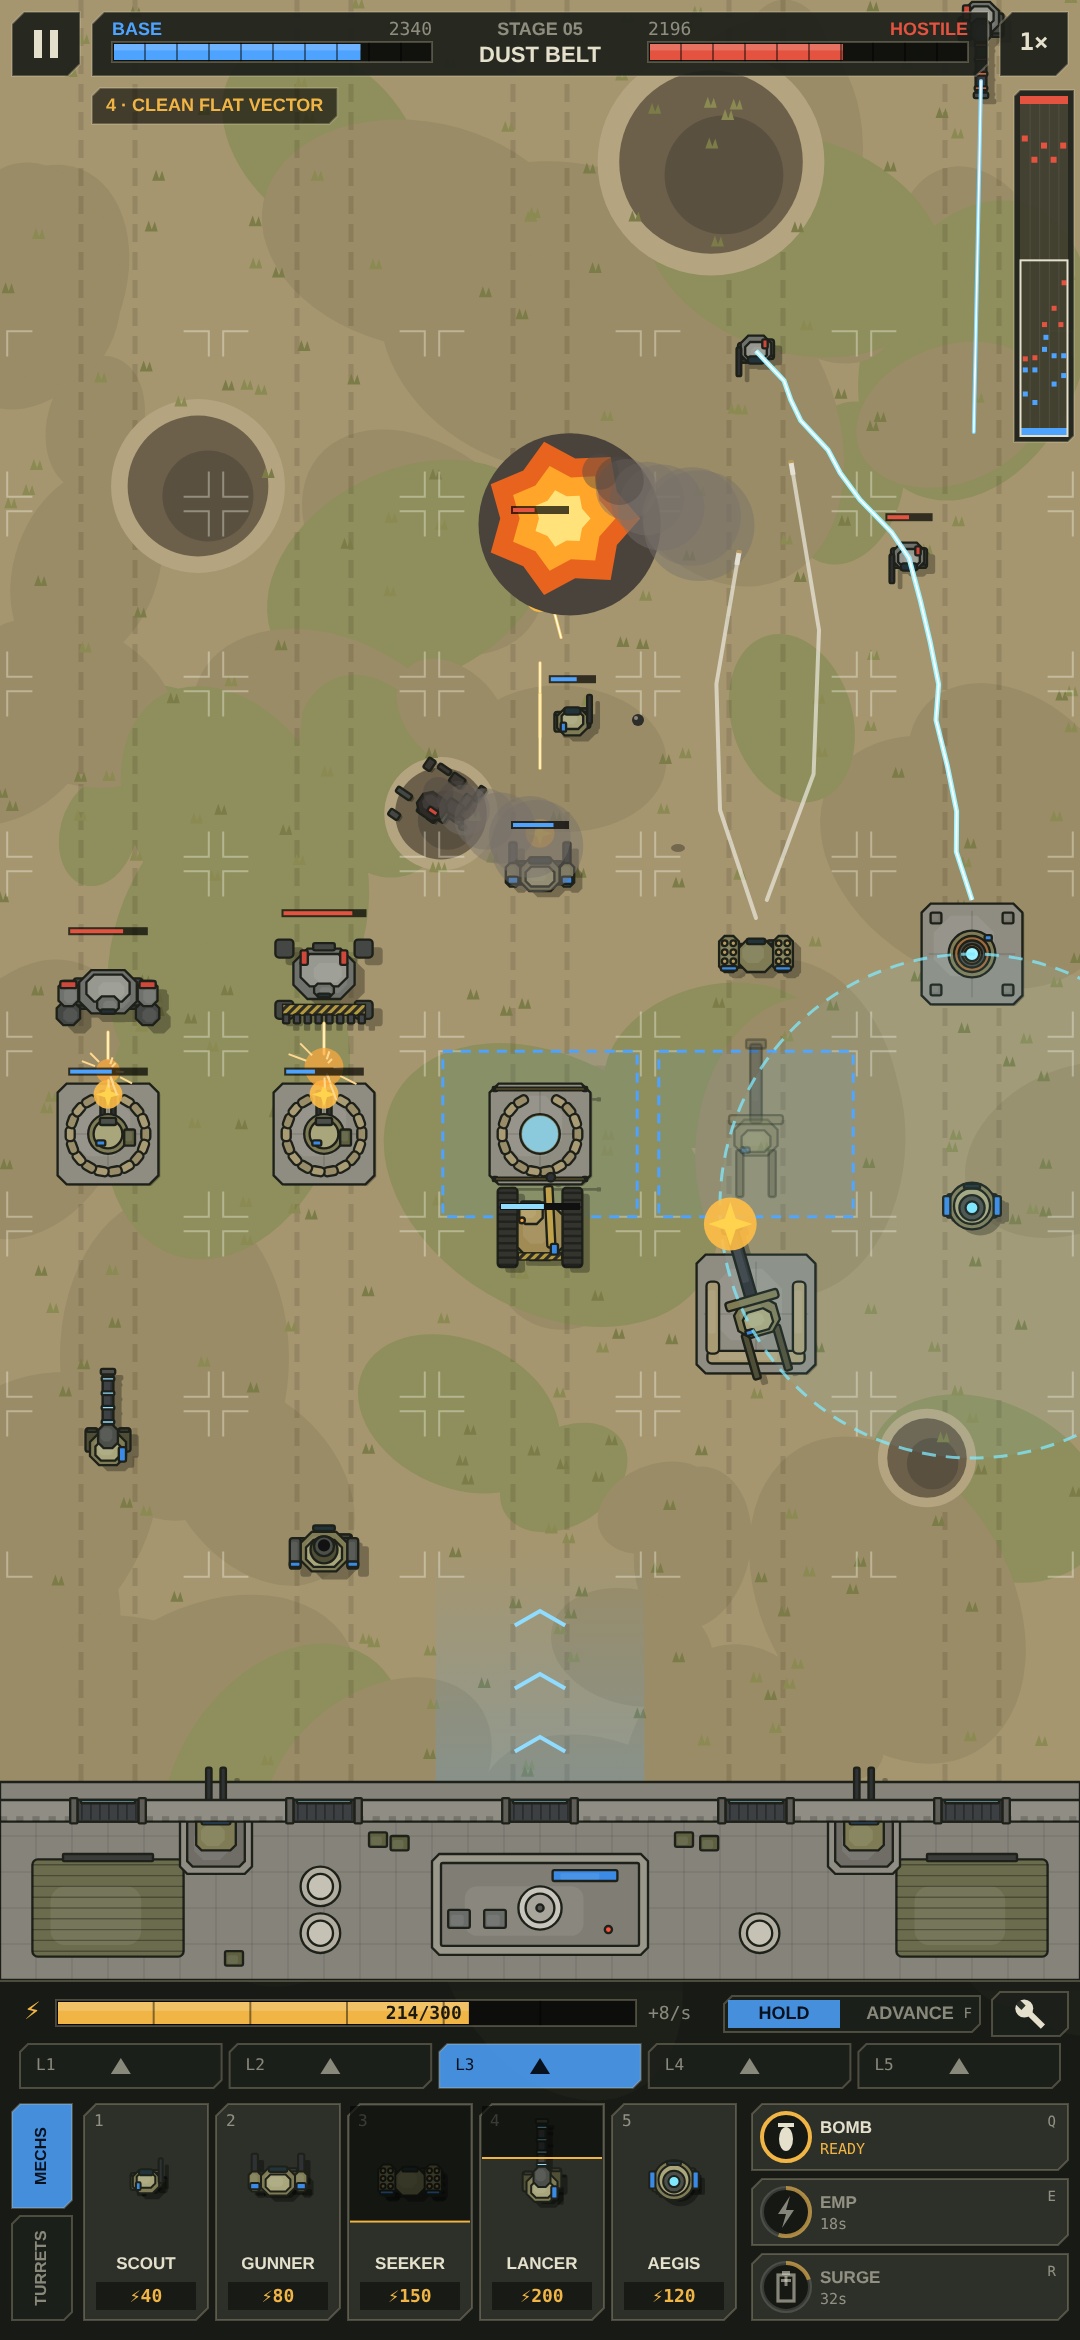 BASE 2340
STAGE 05
DUST BELT
2196 HOSTILE
1×
4 · CLEAN FLAT VECTOR
⚡ 214/300 +8/s
HOLD ADVANCE F
L1 ▲ L2 ▲ L3 ▲ L4 ▲ L5 ▲
MECHS
TURRETS
1 2 3 4 5
SCOUT GUNNER SEEKER LANCER AEGIS
⚡40 ⚡80 ⚡150 ⚡200 ⚡120
BOMB Q
READY
EMP E
18s
SURGE R
32s